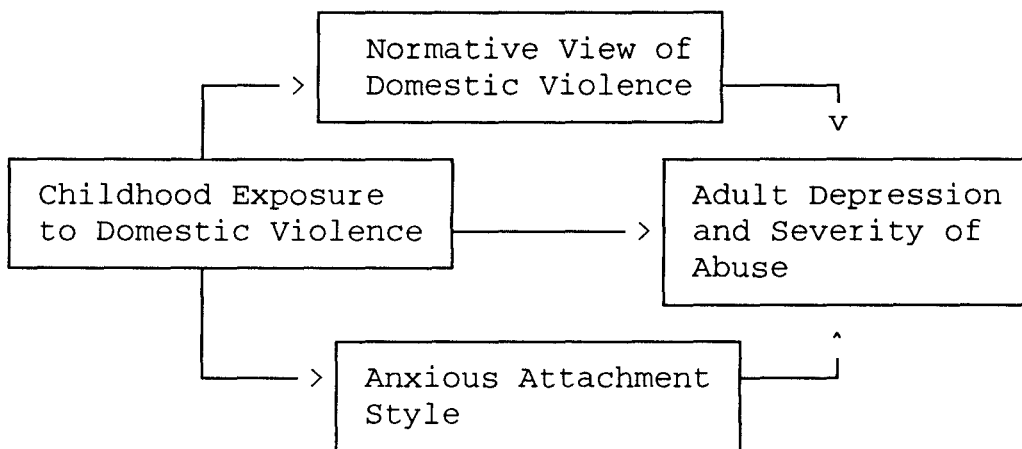 Normative View of
Domestic Violence
Childhood Exposure
to Domestic Violence
Adult Depression
and Severity of
Abuse
Anxious Attachment
Style